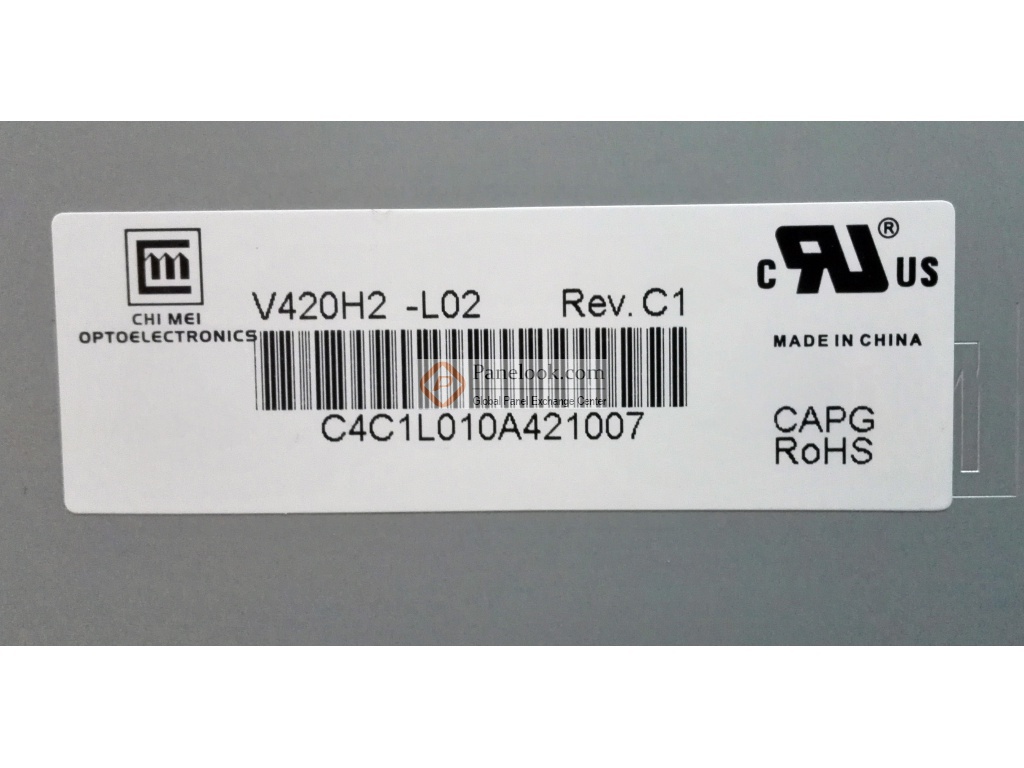 CHI MEI
OPTOELECTRONICS
V420H2 -L02 Rev. C1
Panelook.com
Global Panel Exchange Center
C4C1L010A421007
C UR ® US
MADE IN CHINA
CAPG
RoHS